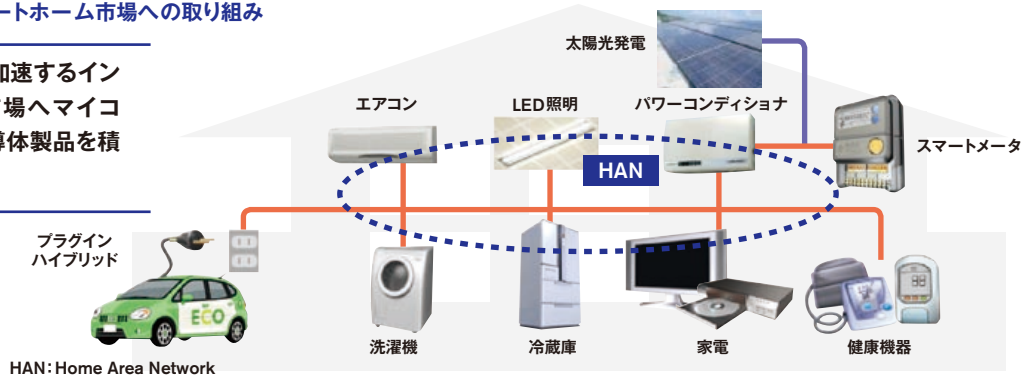 ートホーム市場への取り組み
加速するイン
場へマイコ
導体製品を積
太陽光発電
エアコン
LED照明
パワーコンディショナ
スマートメータ
HAN
プラグイン
ハイブリッド
ECO
洗濯機
冷蔵庫
家電
健康機器
HAN:Home Area Network